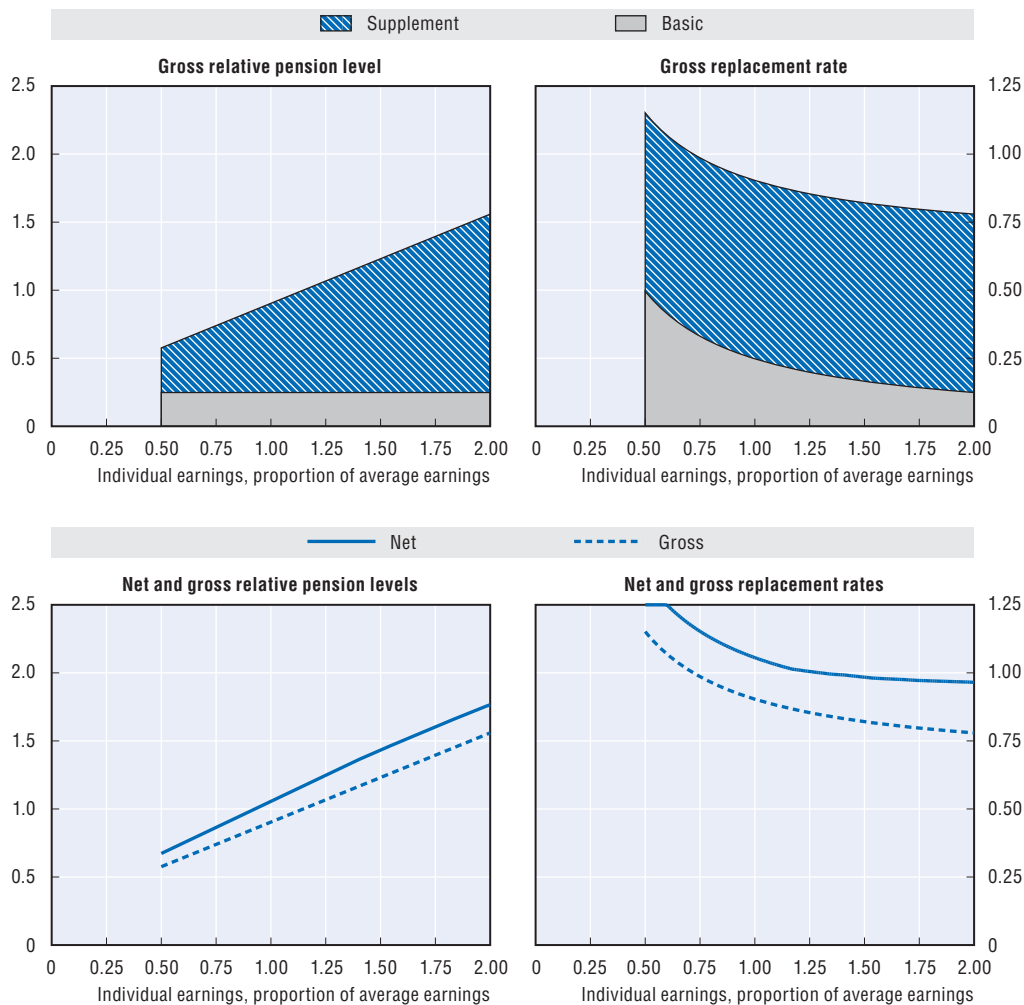 Supplement Basic
Gross relative pension level Gross replacement rate
2.5 1.25
2.0 1.00
1.5 0.75
1.0 0.50
0.5 0.25
0 0
0 0.25 0.50 0.75 1.00 1.25 1.50 1.75 2.00 0 0.25 0.50 0.75 1.00 1.25 1.50 1.75 2.00
Individual earnings, proportion of average earnings Individual earnings, proportion of average earnings
Net Gross
Net and gross relative pension levels Net and gross replacement rates
2.5 1.25
2.0 1.00
1.5 0.75
1.0 0.50
0.5 0.25
0 0
0 0.25 0.50 0.75 1.00 1.25 1.50 1.75 2.00 0 0.25 0.50 0.75 1.00 1.25 1.50 1.75 2.00
Individual earnings, proportion of average earnings Individual earnings, proportion of average earnings